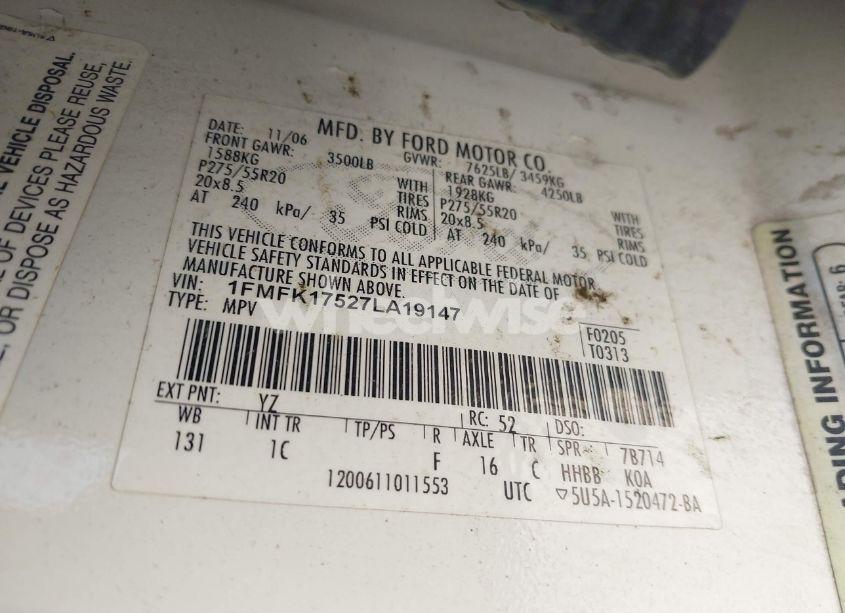 VEHICLE DISPOSAL.
OF DEVICES PLEASE REUSE,
OR DISPOSE AS HAZARDOUS WASTE.
MFD. BY FORD MOTOR CO.
DATE: 11/06 GVWR: 7625LB/ 3459KG
FRONT GAWR: 3500LB REAR GAWR: 4250LB
1588KG WITH 1928KG WITH
P275/55R20 TIRES P275/55R20 TIRES
20x8.5 RIMS 20x8.5 RIMS
AT 240 kPa/ 35 PSI COLD AT 240 kPa/ 35 PSI COLD
THIS VEHICLE CONFORMS TO ALL APPLICABLE FEDERAL MOTOR
VEHICLE SAFETY STANDARDS IN EFFECT ON THE DATE OF
MANUFACTURE SHOWN ABOVE.
VIN: 1FMFK17527LA19147
TYPE: MPV
F0205
T0313
wheelwise
EXT PNT: YZ RC: 52 DSO:
WB INT TR TP/PS R AXLE TR SPR 7B714
131 1C F 16 C HHBB K0A
1200611011553 UTC ▽5U5A-1520472-BA
ADING INFORMATION